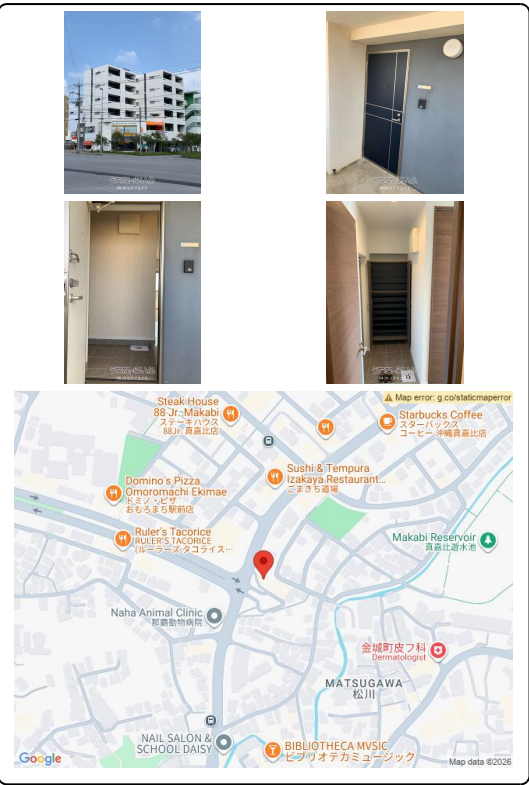 Map error: g.co/staticmaperror
Steak House
88 Jr. Makabi
ステーキハウス
88Jr. 真嘉比店
Starbucks Coffee
スターバックス
コーヒー 沖縄真嘉比店
Sushi & Tempura
Izakaya Restaurant...
ごまきち道場
Domino's Pizza
Omoromachi Ekimae
ドミノ・ピザ
おもろまち駅前店
Ruler's Tacorice
RULER'S TACORICE
(ルーラーズ タコライス…
Makabi Reservoir
真嘉比遊水池
Naha Animal Clinic
那覇動物病院
金城町皮フ科
Dermatologist
MATSUGAWA
松川
NAIL SALON &
SCHOOL DAISY
BIBLIOTHECA MVSIC
ビブリオテカミュージック
Google
Map data ©2026